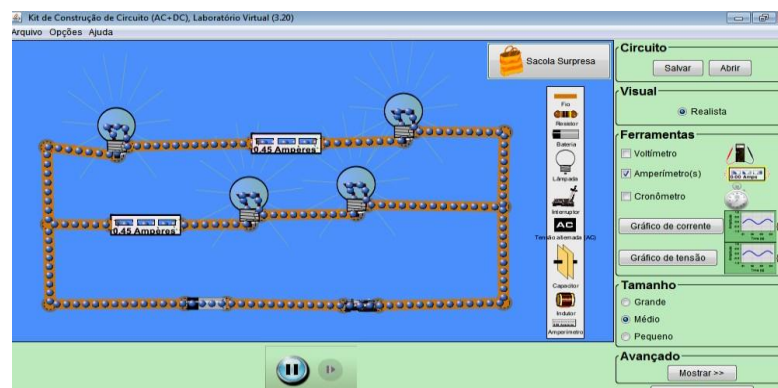 Kit de Construção de Circuito (AC+DC), Laboratório Virtual (3.20)
Arquivo Opções Ajuda
Sacola Surpresa
Fio
Resistor
Bateria
Lâmpada
Interruptor
AC
Tensão alternada (AC)
Capacitor
Indutor
Amperímetro
0.45 Ampères
0.45 Ampères
Circuito
Salvar Abrir
Visual
Realista
Ferramentas
Voltímetro
Amperímetro(s)
Cronômetro
Gráfico de corrente
Gráfico de tensão
Tamanho
Grande
Médio
Pequeno
Avançado
Mostrar >>